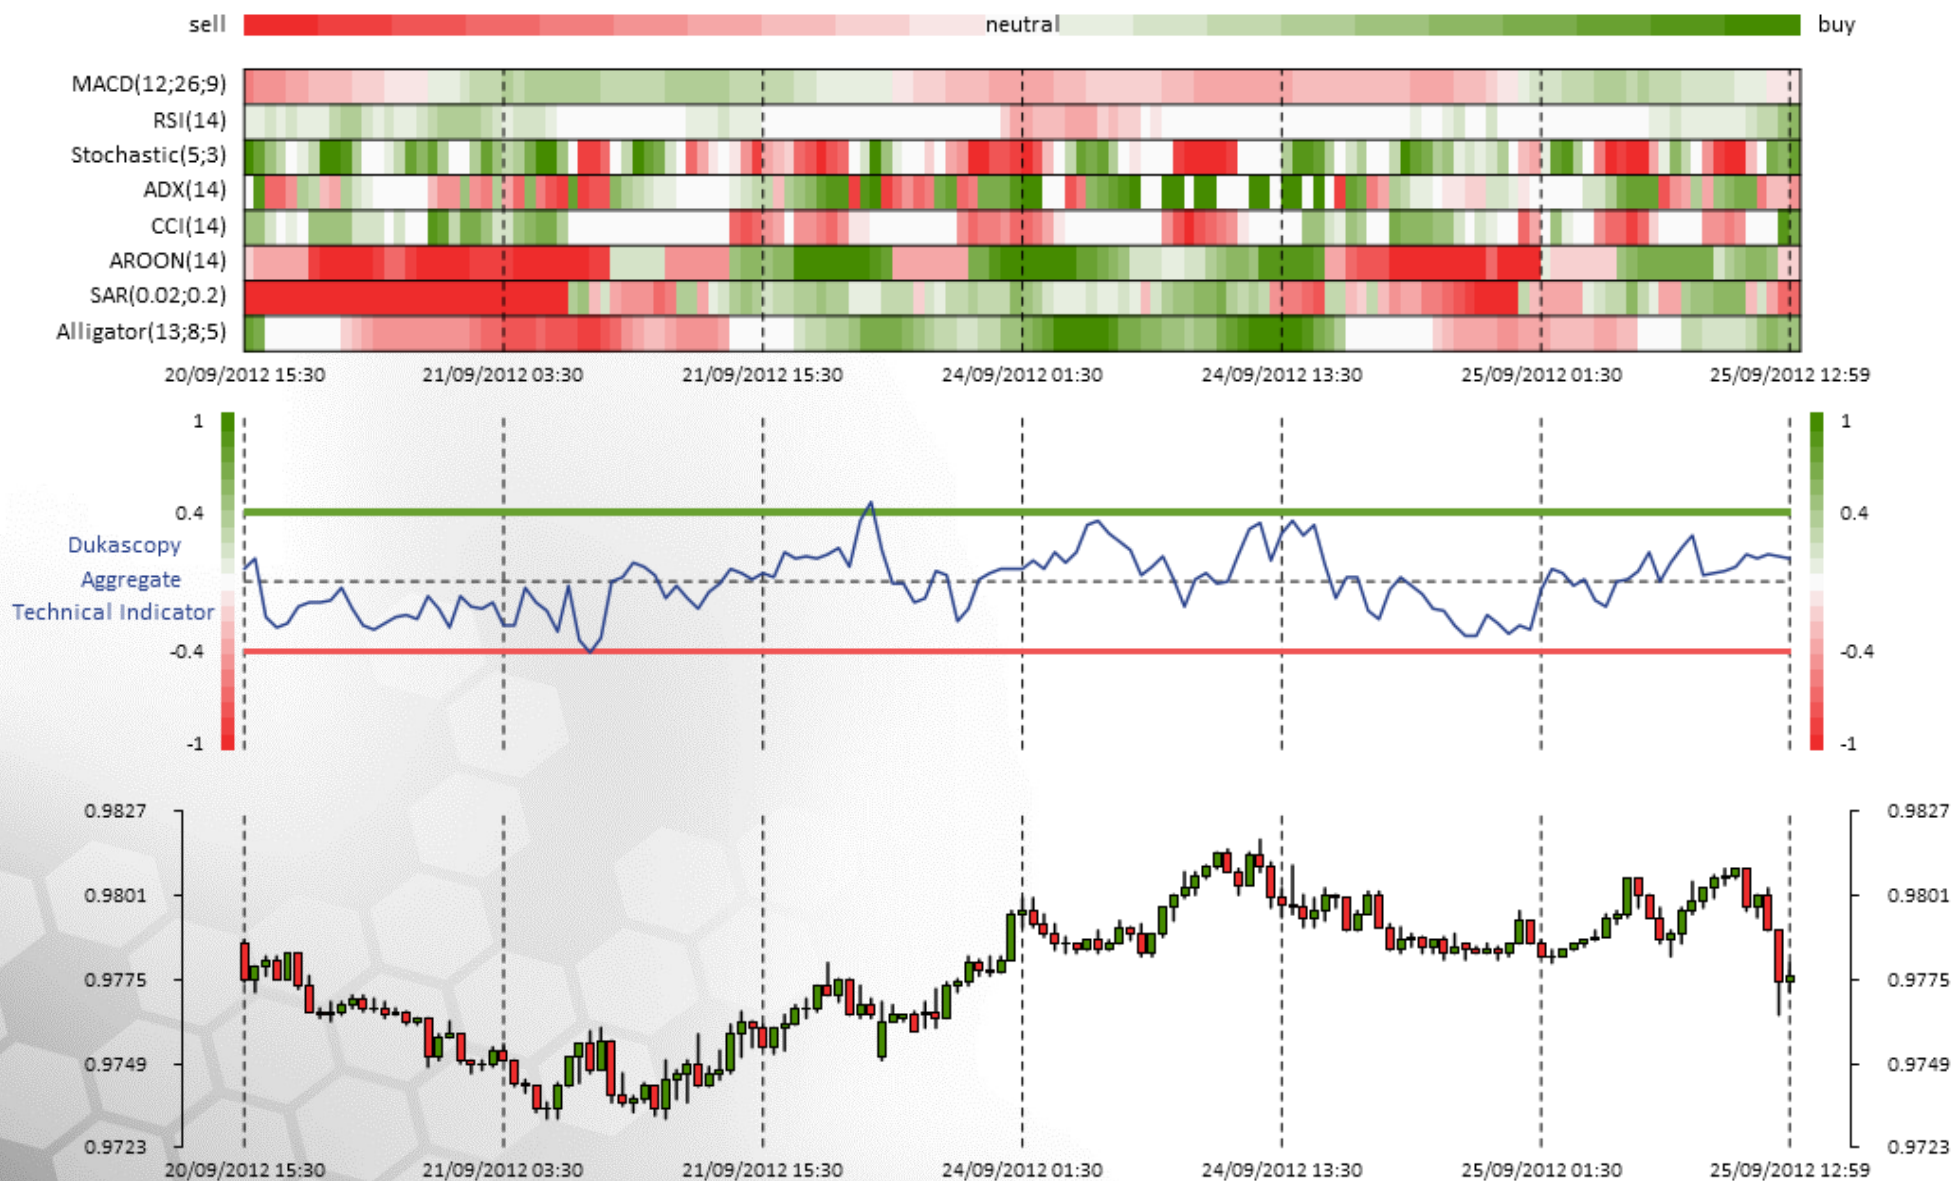 sell neutral buy
MACD(12;26;9)
RSI(14)
Stochastic(5;3)
ADX(14)
CCI(14)
AROON(14)
SAR(0.02;0.2)
Alligator(13;8;5)
20/09/2012 15:30 21/09/2012 03:30 21/09/2012 15:30 24/09/2012 01:30 24/09/2012 13:30 25/09/2012 01:30 25/09/2012 12:59
1 1
0.4 0.4
Dukascopy
Aggregate
Technical Indicator
-0.4 -0.4
-1 -1
0.9827 0.9827
0.9801 0.9801
0.9775 0.9775
0.9749 0.9749
0.9723 0.9723
20/09/2012 15:30 21/09/2012 03:30 21/09/2012 15:30 24/09/2012 01:30 24/09/2012 13:30 25/09/2012 01:30 25/09/2012 12:59